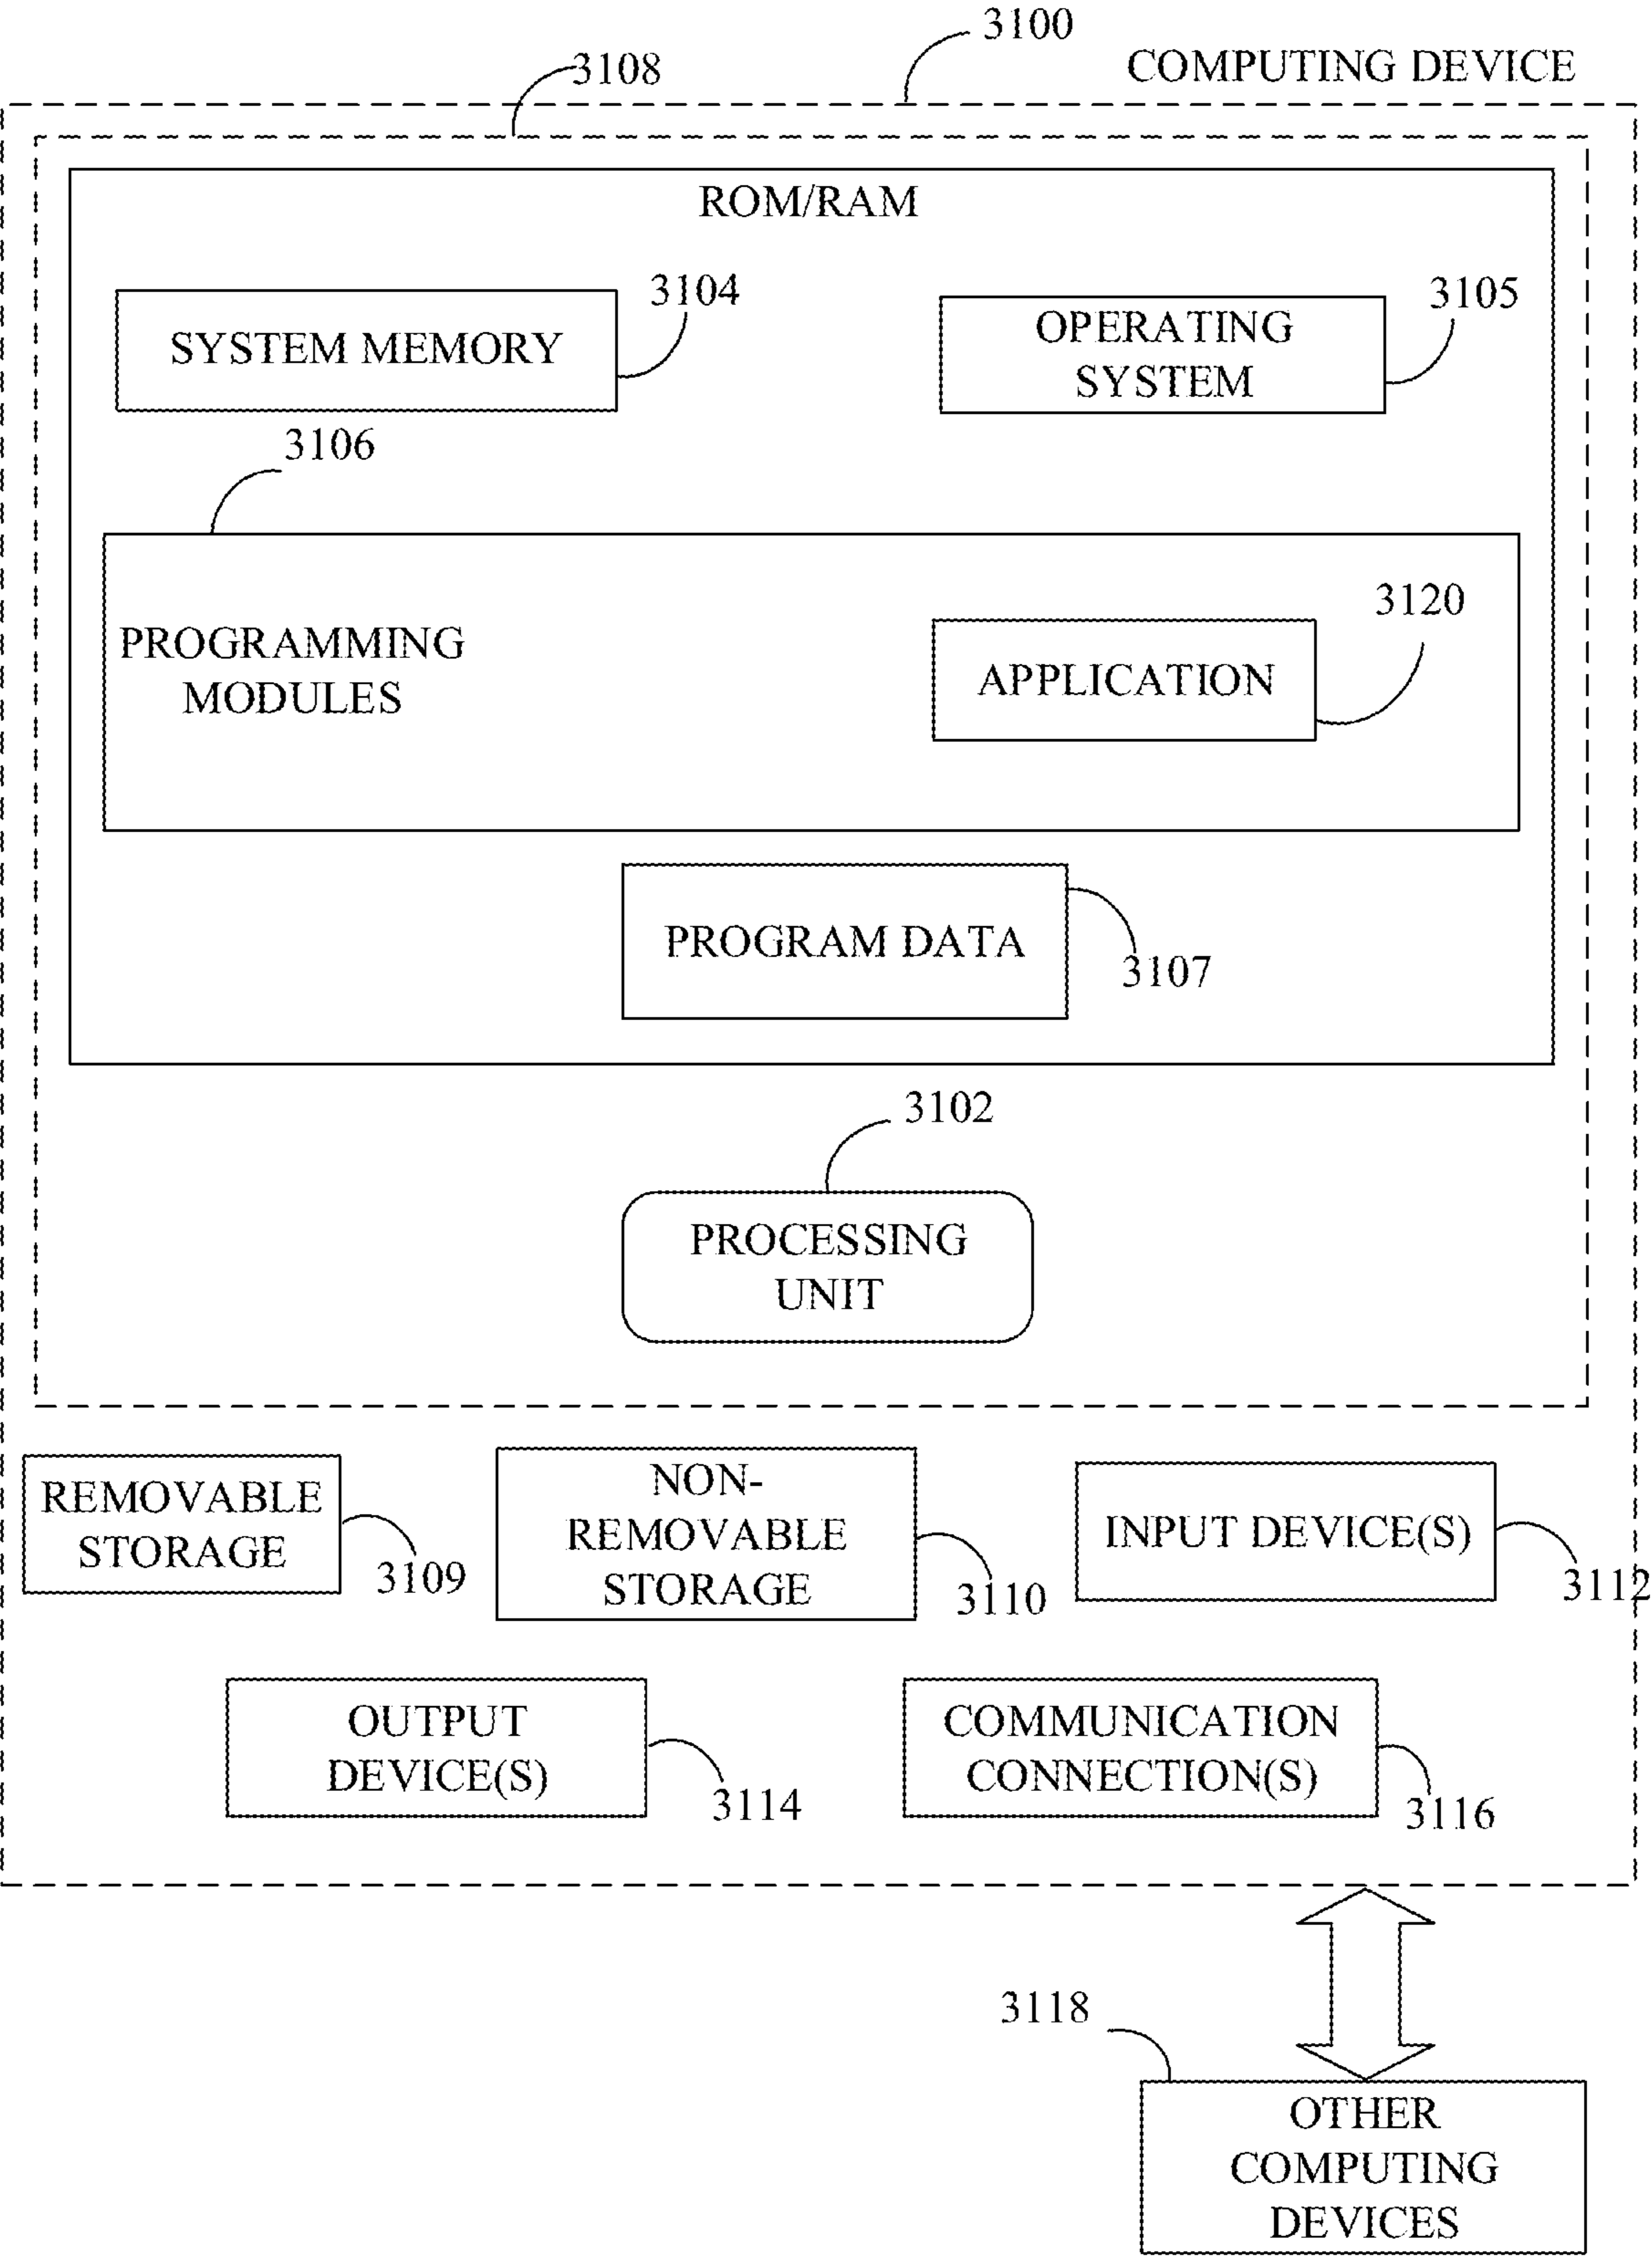 3100
COMPUTING DEVICE
3108
ROM/RAM
SYSTEM MEMORY
3104
OPERATING
SYSTEM
3105
3106
PROGRAMMING
MODULES
APPLICATION
3120
PROGRAM DATA
3107
3102
PROCESSING
UNIT
REMOVABLE
STORAGE
3109
NON-
REMOVABLE
STORAGE
3110
INPUT DEVICE(S)
3112
OUTPUT
DEVICE(S)
3114
COMMUNICATION
CONNECTION(S)
3116
3118
OTHER
COMPUTING
DEVICES